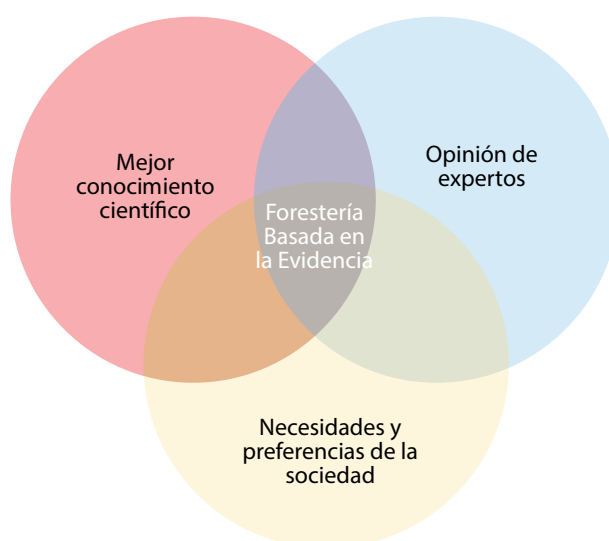 Mejor
conocimiento
científico
Opinión de
expertos
Forestería
Basada en
la Evidencia
Necesidades y
preferencias de la
sociedad